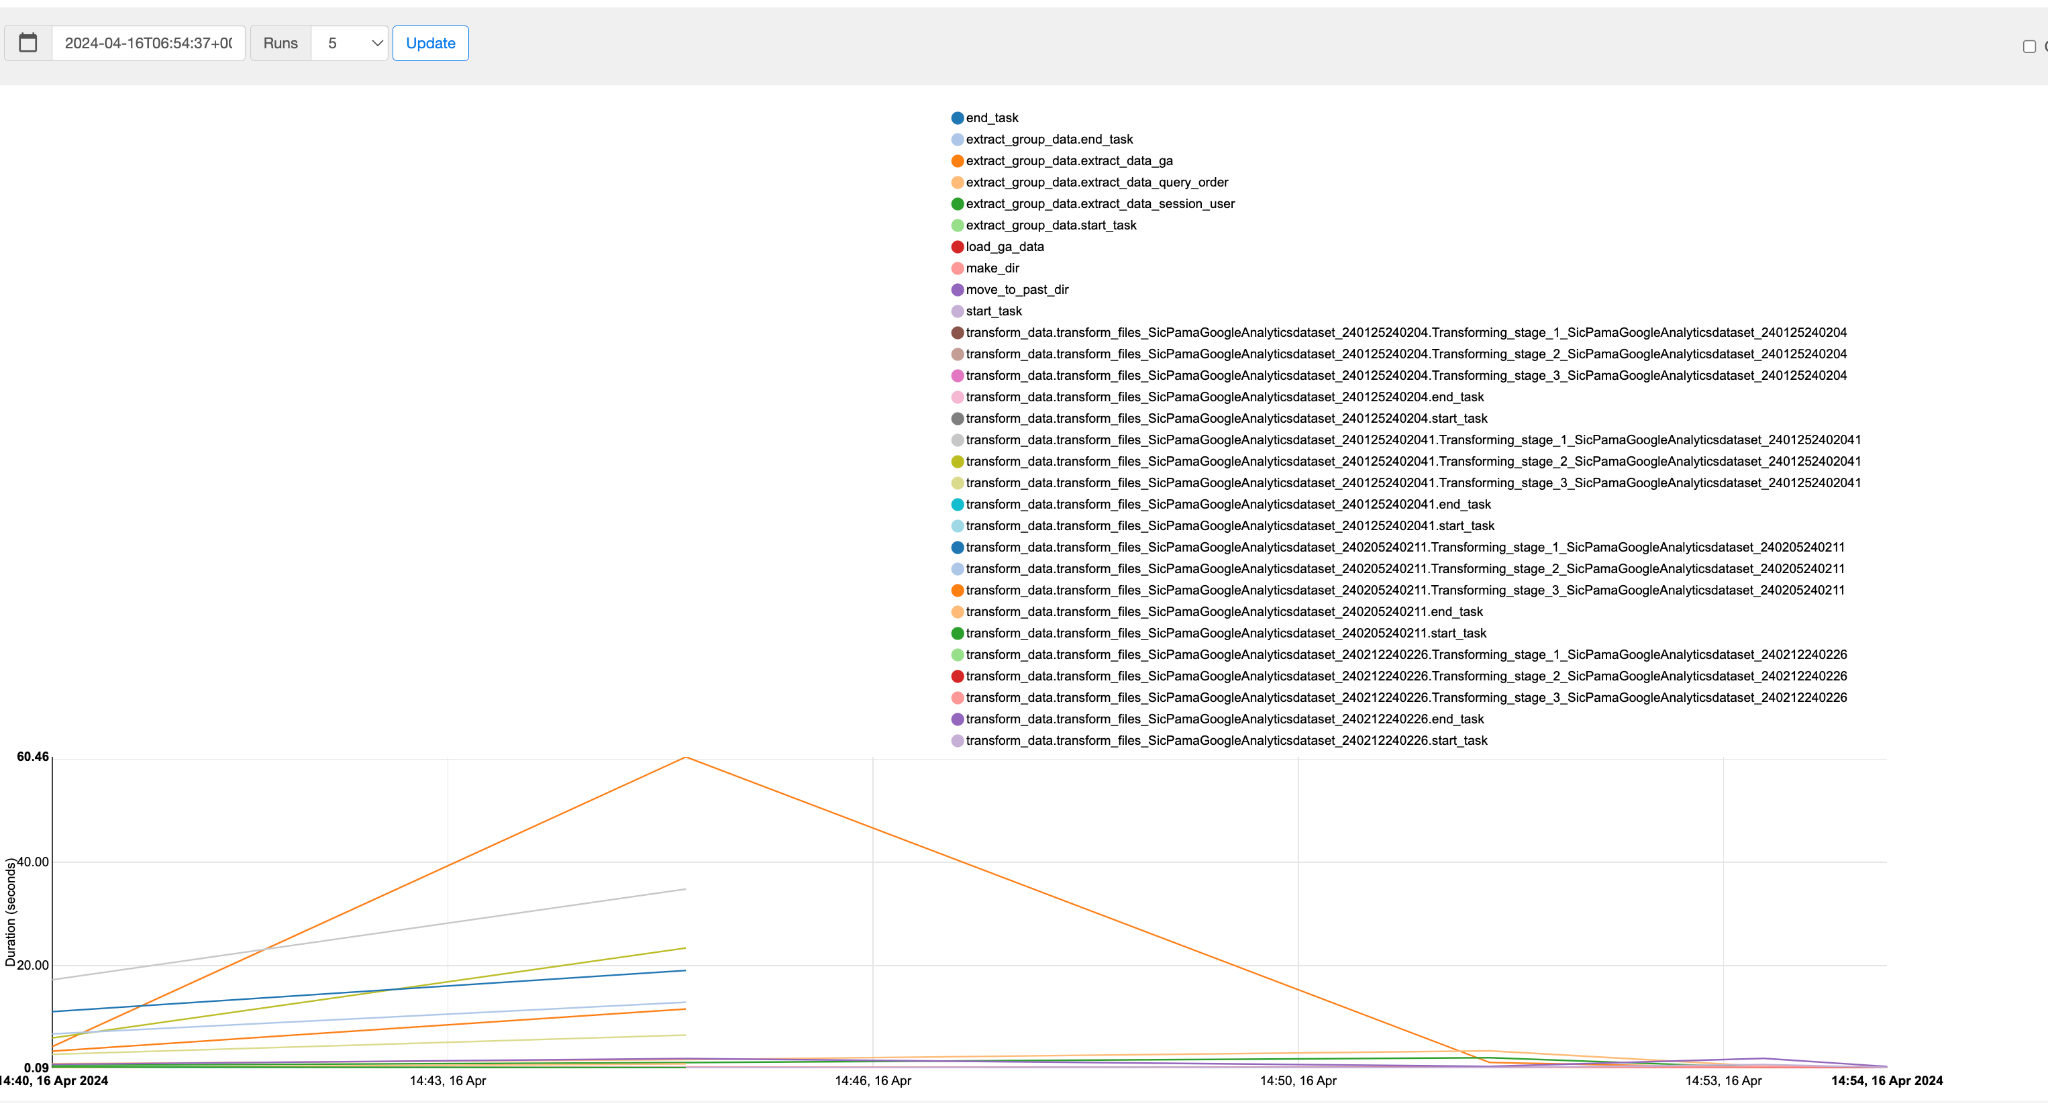 2024-04-16T06:54:37+0(
Runs
5
Update
end_task
extract_group_data.end_task
extract_group_data.extract_data_ga
extract_group_data.extract_data_query_order
extract_group_data.extract_data_session_user
extract_group_data.start_task
load_ga_data
make_dir
move_to_past_dir
start_task
transform_data.transform_files_SicPamaGoogleAnalyticsdataset_240125240204.Transforming_stage_1_SicPamaGoogleAnalyticsdataset_240125240204
transform_data.transform_files_SicPamaGoogleAnalyticsdataset_240125240204.Transforming_stage_2_SicPamaGoogleAnalyticsdataset_240125240204
transform_data.transform_files_SicPamaGoogleAnalyticsdataset_240125240204.Transforming_stage_3_SicPamaGoogleAnalyticsdataset_240125240204
transform_data.transform_files_SicPamaGoogleAnalyticsdataset_240125240204.end_task
transform_data.transform_files_SicPamaGoogleAnalyticsdataset_240125240204.start_task
transform_data.transform_files_SicPamaGoogleAnalyticsdataset_2401252402041.Transforming_stage_1_SicPamaGoogleAnalyticsdataset_2401252402041
transform_data.transform_files_SicPamaGoogleAnalyticsdataset_2401252402041.Transforming_stage_2_SicPamaGoogleAnalyticsdataset_2401252402041
transform_data.transform_files_SicPamaGoogleAnalyticsdataset_2401252402041.Transforming_stage_3_SicPamaGoogleAnalyticsdataset_2401252402041
transform_data.transform_files_SicPamaGoogleAnalyticsdataset_2401252402041.end_task
transform_data.transform_files_SicPamaGoogleAnalyticsdataset_2401252402041.start_task
transform_data.transform_files_SicPamaGoogleAnalyticsdataset_240205240211.Transforming_stage_1_SicPamaGoogleAnalyticsdataset_240205240211
transform_data.transform_files_SicPamaGoogleAnalyticsdataset_240205240211.Transforming_stage_2_SicPamaGoogleAnalyticsdataset_240205240211
transform_data.transform_files_SicPamaGoogleAnalyticsdataset_240205240211.Transforming_stage_3_SicPamaGoogleAnalyticsdataset_240205240211
transform_data.transform_files_SicPamaGoogleAnalyticsdataset_240205240211.end_task
transform_data.transform_files_SicPamaGoogleAnalyticsdataset_240205240211.start_task
transform_data.transform_files_SicPamaGoogleAnalyticsdataset_240212240226.Transforming_stage_1_SicPamaGoogleAnalyticsdataset_240212240226
transform_data.transform_files_SicPamaGoogleAnalyticsdataset_240212240226.Transforming_stage_2_SicPamaGoogleAnalyticsdataset_240212240226
transform_data.transform_files_SicPamaGoogleAnalyticsdataset_240212240226.Transforming_stage_3_SicPamaGoogleAnalyticsdataset_240212240226
transform_data.transform_files_SicPamaGoogleAnalyticsdataset_240212240226.end_task
transform_data.transform_files_SicPamaGoogleAnalyticsdataset_240212240226.start_task
60.46
40.00
20.00
0.09
Duration (seconds)
14:40, 16 Apr 2024
14:43, 16 Apr
14:46, 16 Apr
14:50, 16 Apr
14:53, 16 Apr
14:54, 16 Apr 2024